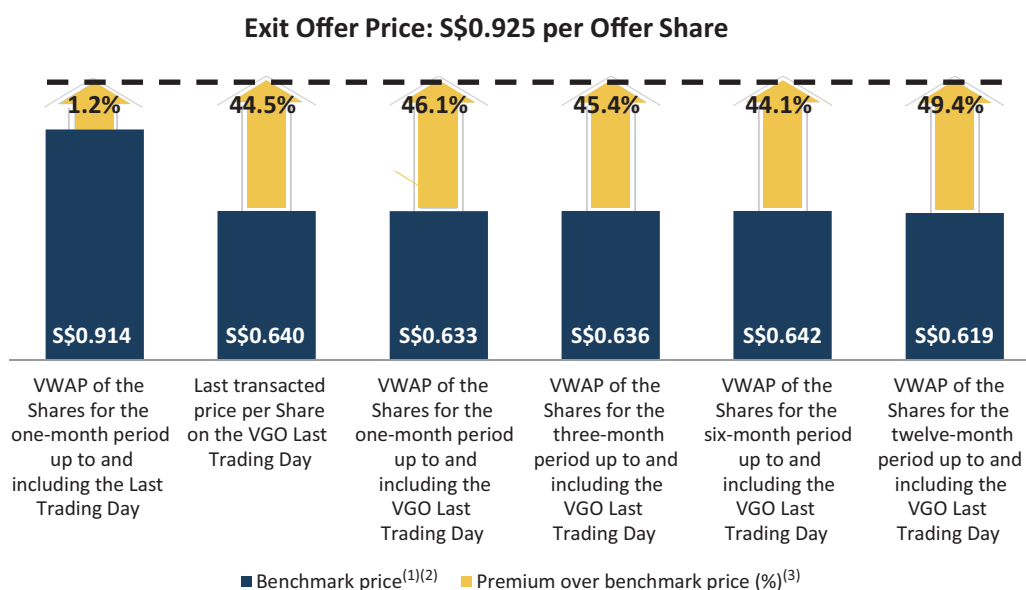 Exit Offer Price: S$0.925 per Offer Share
1.2%
44.5%
46.1%
45.4%
44.1%
49.4%
S$0.914
S$0.640
S$0.633
S$0.636
S$0.642
S$0.619
VWAP of the
Shares for the
one-month period
up to and
including the Last
Trading Day
Last transacted
price per Share
on the VGO Last
Trading Day
VWAP of the
Shares for the
one-month period
up to and
including the
VGO Last
Trading Day
VWAP of the
Shares for the
three-month
period up to and
including the
VGO Last
Trading Day
VWAP of the
Shares for the
six-month period
up to and
including the
VGO Last
Trading Day
VWAP of the
Shares for the
twelve-month
period up to and
including the
VGO Last
Trading Day
Benchmark price(1)(2)
Premium over benchmark price (%)(3)